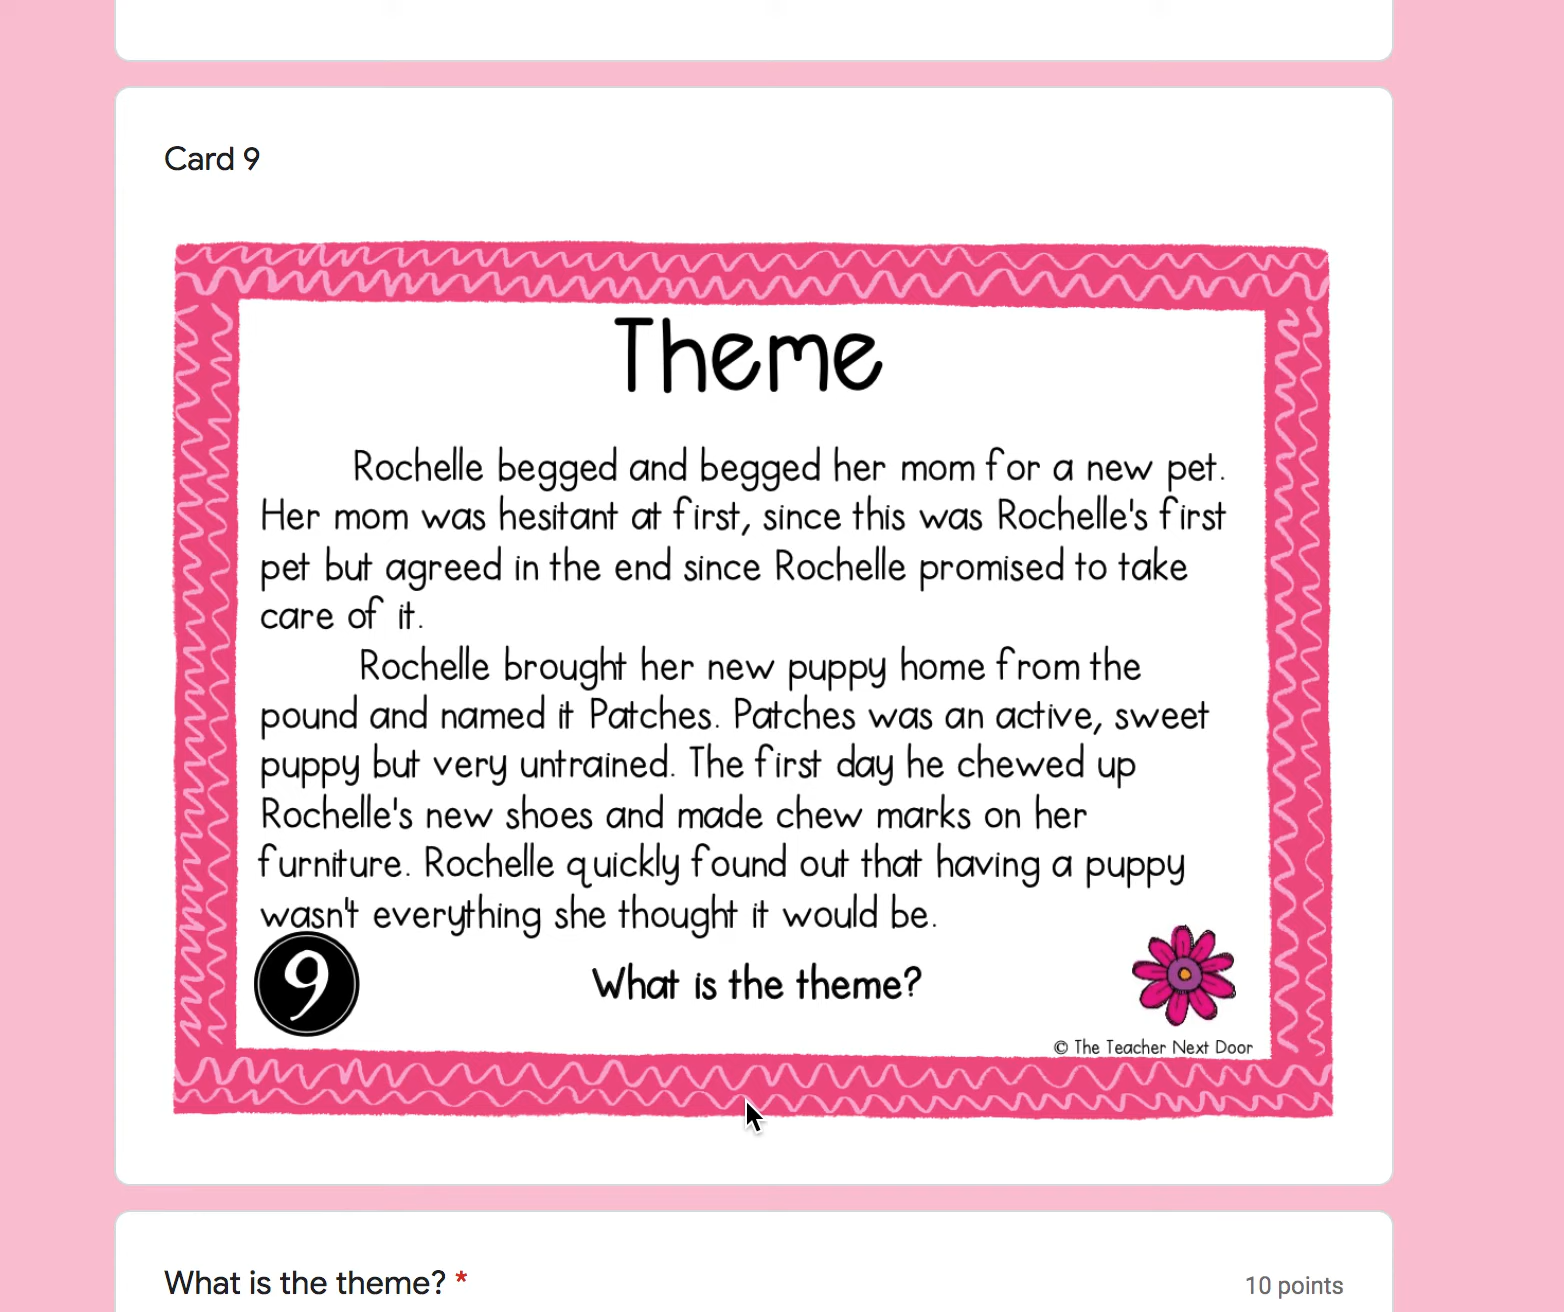 Card 9
Theme
Rochelle begged and begged her mom for a new pet.
Her mom was hesitant at first, since this was Rochelle's first
pet but agreed in the end since Rochelle promised to take
care of it.
Rochelle brought her new puppy home from the
pound and named it Patches. Patches was an active, sweet
puppy but very untrained. The first day he chewed up
Rochelle's new shoes and made chew marks on her
furniture. Rochelle quickly found out that having a puppy
wasn't everything she thought it would be.
9
What is the theme?
© The Teacher Next Door
What is the theme? *
10 points